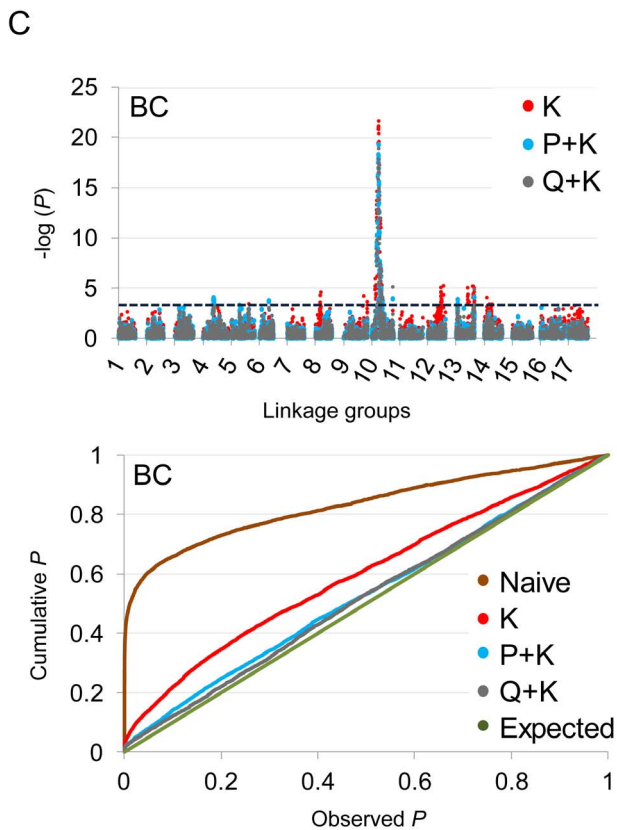 C
25
BC
K
20
P+K
Q+K
15
-log (P)
10
5
0
1 2 3 4 5 6 7 8 9 10 11 12 13 14 15 16 17
Linkage groups
1
BC
0.8
0.6
Naive
K
Cumulative P
0.4
P+K
Q+K
0.2
Expected
0
0 0.2 0.4 0.6 0.8 1
Observed P